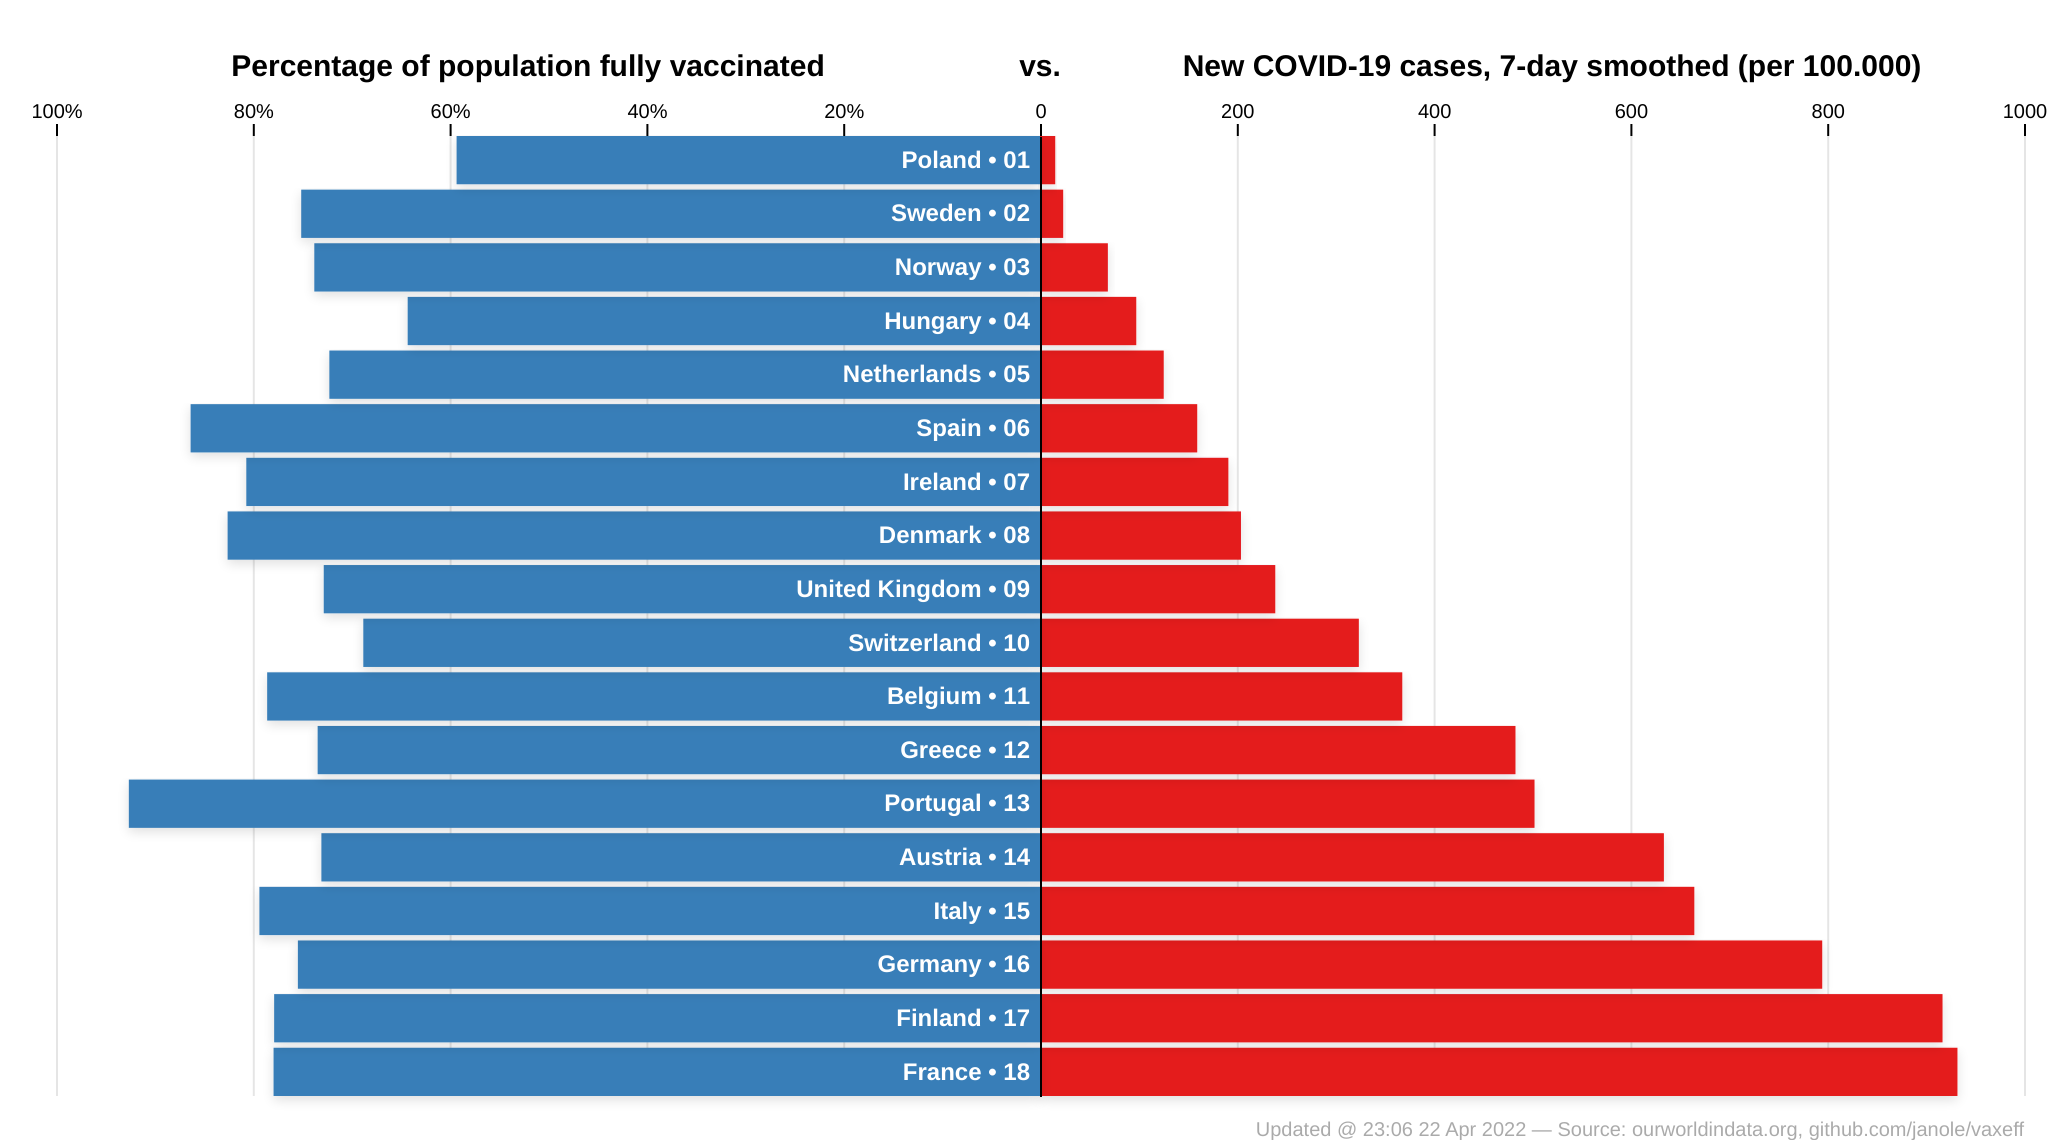 Percentage of population fully vaccinated vs. New COVID-19 cases, 7-day smoothed (per 100.000)
100% 80% 60% 40% 20% 0 200 400 600 800 1000
Poland • 01
Sweden • 02
Norway • 03
Hungary • 04
Netherlands • 05
Spain • 06
Ireland • 07
Denmark • 08
United Kingdom • 09
Switzerland • 10
Belgium • 11
Greece • 12
Portugal • 13
Austria • 14
Italy • 15
Germany • 16
Finland • 17
France • 18
Updated @ 23:06 22 Apr 2022 — Source: ourworldindata.org, github.com/janole/vaxeff